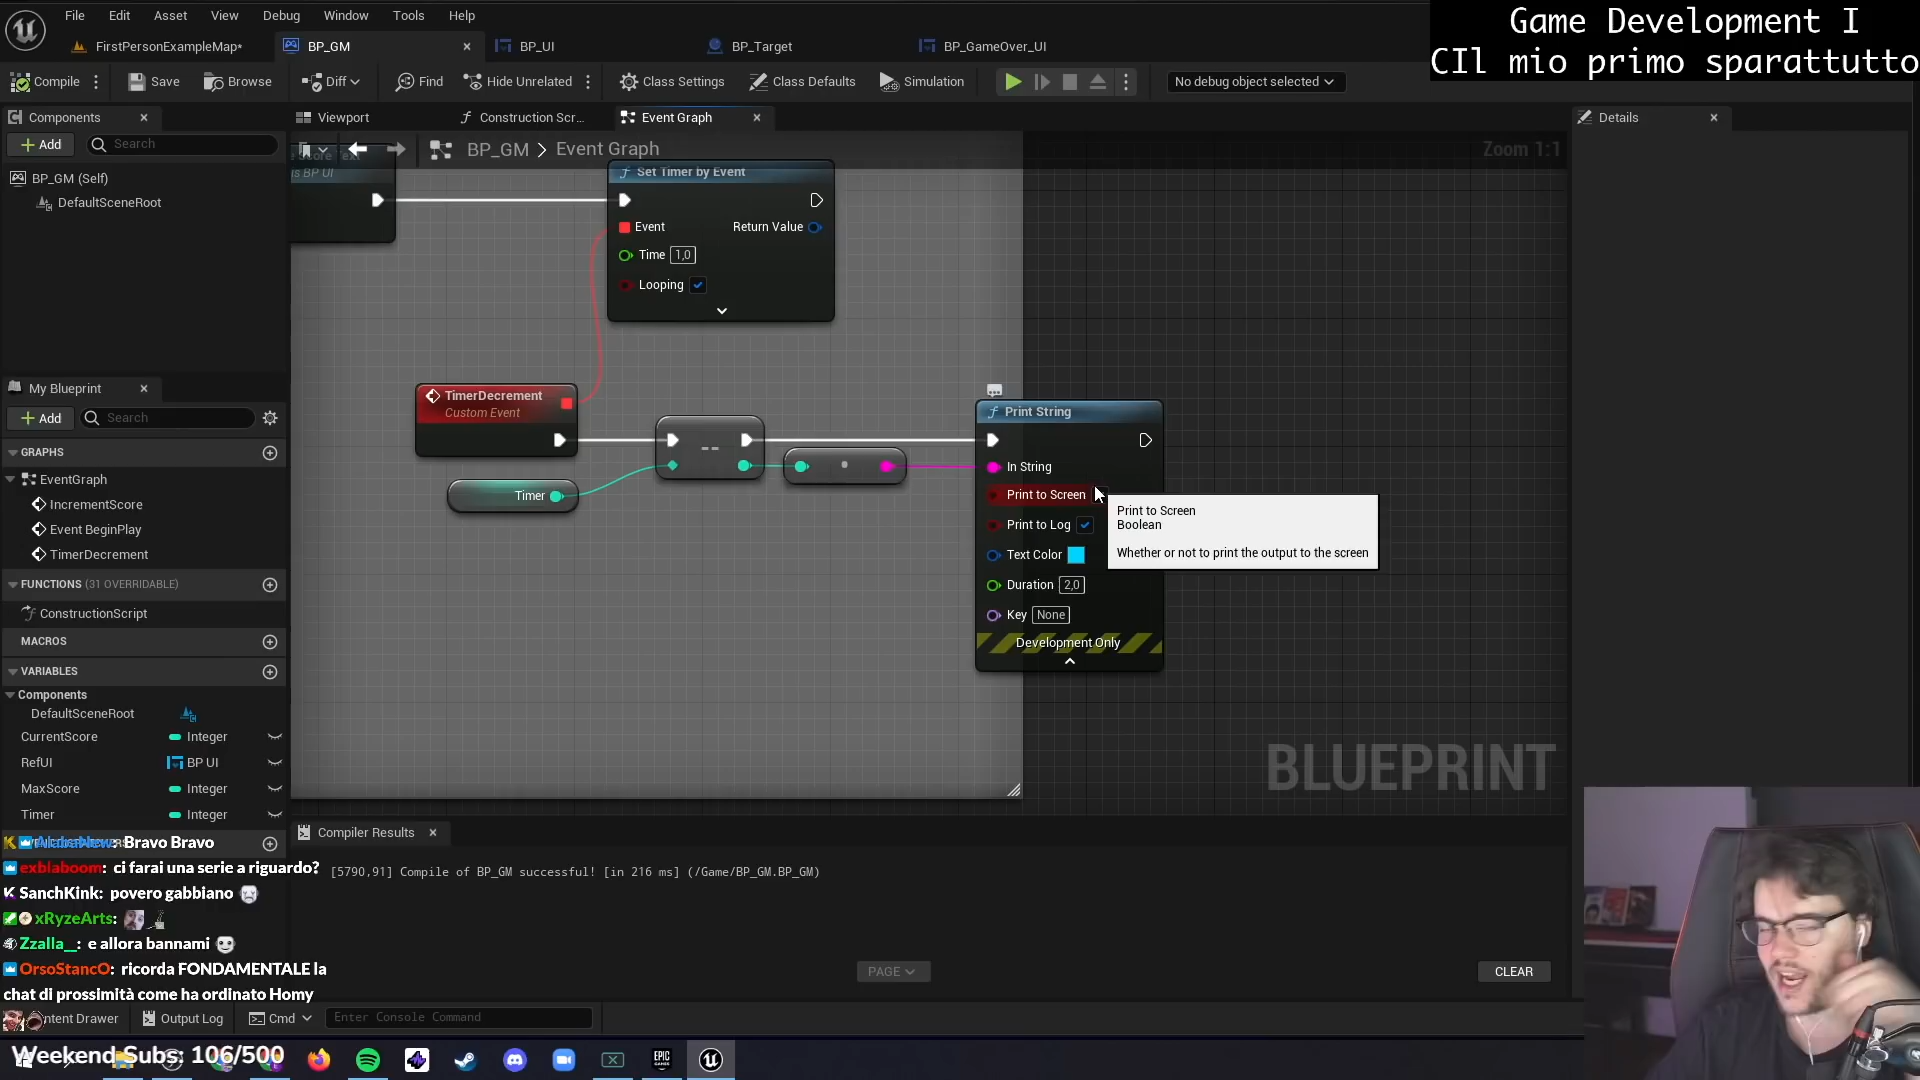 File Edit Asset View Debug Window Tools Help
Game Development I
CIl mio primo sparattutto
FirstPersonExampleMap* BP_GM BP_UI BP_Target BP_GameOver_UI
Compile Save Browse Diff Find Hide Unrelated Class Settings Class Defaults Simulation No debug object selected
Components
Viewport Construction Scr... Event Graph
Details
Add Search
BP_GM > Event Graph
Zoom 1:1
BP_GM (Self)
DefaultSceneRoot
Set Timer by Event
Event Return Value
Time 1,0
Looping
My Blueprint
Add Search
TimerDecrement
Custom Event
Timer
--
Print String
In String
Print to Screen
Print to Log
Text Color
Duration 2,0
Key None
Development Only
Print to Screen
Boolean
Whether or not to print the output to the screen
GRAPHS
EventGraph
IncrementScore
Event BeginPlay
TimerDecrement
FUNCTIONS (31 OVERRIDABLE)
ConstructionScript
MACROS
VARIABLES
Components
DefaultSceneRoot
CurrentScore Integer
RefUI BP UI
MaxScore Integer
Timer Integer
BLUEPRINT
Compiler Results
[5790,91] Compile of BP_GM successful! [in 216 ms] (/Game/BP_GM.BP_GM)
PAGE
CLEAR
: Bravo Bravo
exblaboom: ci farai una serie a riguardo?
SanchKink: povero gabbiano
xRyzeArts:
Zzalla_: e allora bannami
OrsoStancO: ricorda FONDAMENTALE la
chat di prossimità come ha ordinato Homy
Drawer Output Log Cmd Enter Console Command
Weekend Subs: 106/500
EPIC GAMES